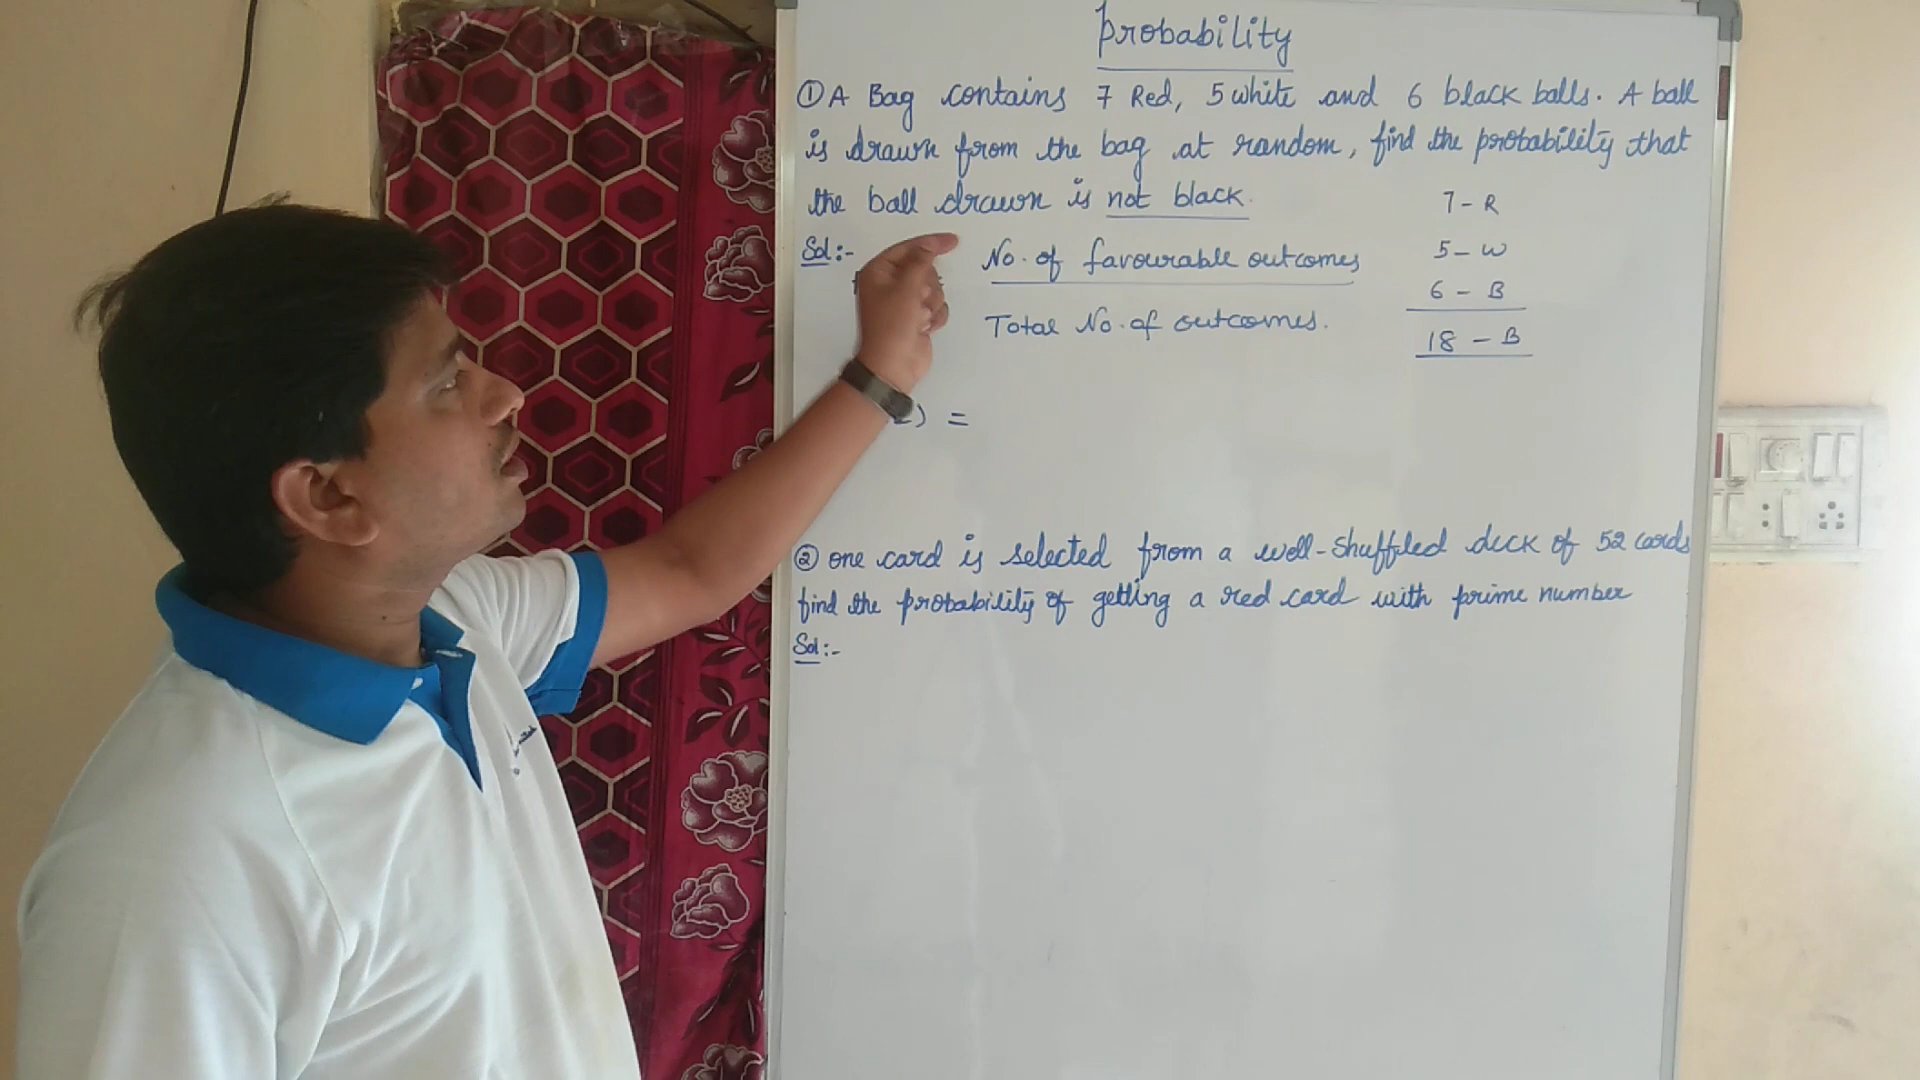 Probability
① A Bag contains 7 Red, 5 white and 6 black balls. A ball
is drawn from the bag at random, find the probability that
the ball drawn is not black.
Sol:-
No. of favourable outcomes
Total No. of outcomes.
7 - R
5 - W
6 - B
18 - B
) =
② one card is selected from a well-shuffled deck of 52 cards
find the probability of getting a red card with prime number
Sol:-